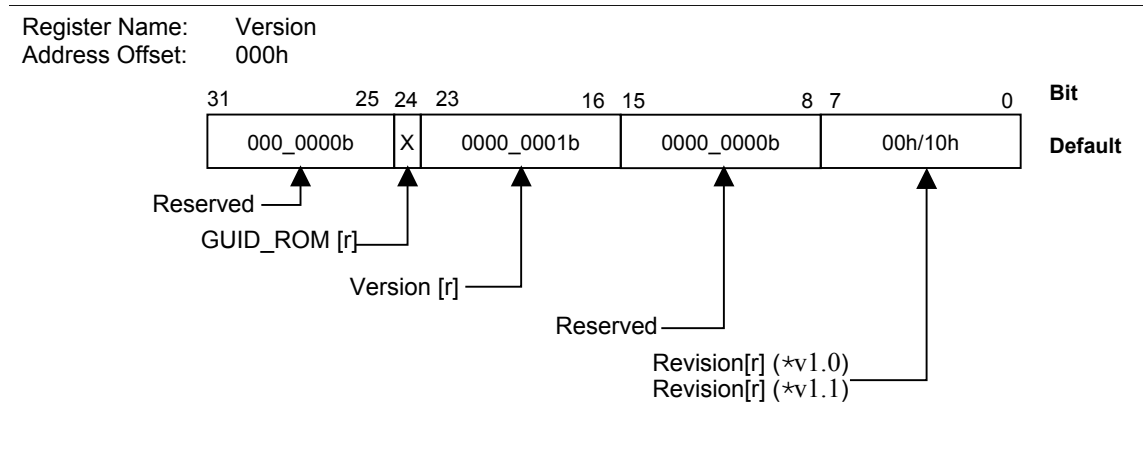 Register Name: Version
Address Offset: 000h
31 25 24 23 16 15 8 7 0 Bit
000_0000b X 0000_0001b 0000_0000b 00h/10h Default
Reserved
GUID_ROM [r]
Version [r]
Reserved
Revision[r] (*v1.0)
Revision[r] (*v1.1)